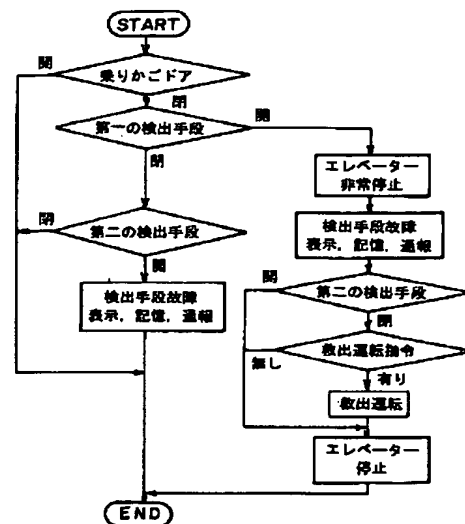 START
開
乗りかごドア
閉
第一の検出手段
開
閉
エレベーター
非常停止
検出手段故障
表示，記憶，通報
閉
第二の検出手段
開
検出手段故障
表示，記憶，通報
開
第二の検出手段
閉
救出運転指令
無し
有り
救出運転
エレベーター
停止
END